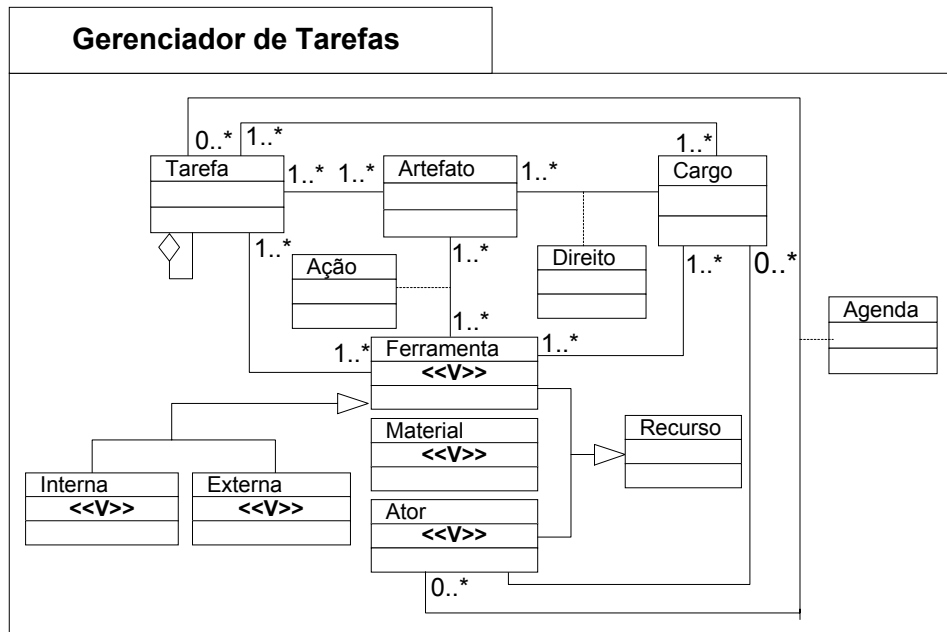 Gerenciador de Tarefas
0..*
1..*
1..*
Tarefa
1..*
1..*
Artefato
1..*
Cargo
1..*
Ação
1..*
Direito
1..*
0..*
Agenda
1..*
1..*
Ferramenta
1..*
<<V>>
Material
<<V>>
Recurso
Interna
<<V>>
Externa
<<V>>
Ator
<<V>>
0..*